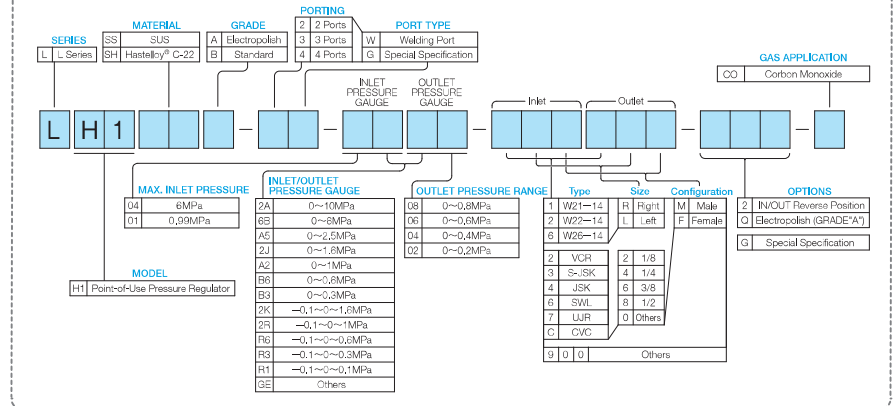 PORTING
MATERIAL GRADE 2 2 Ports PORT TYPE
SERIES SS SUS A Electropolish 3 3 Ports W Welding Port
L L Series SH Hastelloy® C-22 B Standard 4 4 Ports G Special Specification
GAS APPLICATION
CO Corbon Monoxide
INLET PRESSURE GAUGE
OUTLET PRESSURE GAUGE
Inlet Outlet
L H 1 – – – –
MAX. INLET PRESSURE
04 6MPa
01 0,99MPa
MODEL
H1 Point-of-Use Pressure Regulator
INLET/OUTLET
PRESSURE GAUGE
2A 0~10MPa
6B 0~6MPa
A5 0~2,5MPa
2J 0~1,6MPa
A2 0~1MPa
B6 0~0,6MPa
B3 0~0,3MPa
2K —0,1~0~1,6MPa
2R —0,1~0~1MPa
R6 —0,1~0~0,6MPa
R3 —0,1~0~0,3MPa
R1 —0,1~0~0,1MPa
GE Others
OUTLET PRESSURE RANGE
08 0~0,8MPa
06 0~0,6MPa
04 0~0,4MPa
02 0~0,2MPa
Type Size Configuration
1 W21—14 R Right M Male
2 W22—14 L Left F Female
6 W26—14
2 VCR 2 1/8
3 S-JSK 4 1/4
4 JSK 6 3/8
6 SWL 8 1/2
7 UJR 0 Others
C CVC
9 0 0 Others
OPTIONS
2 IN/OUT Reverse Position
Q Electropolish (GRADE"A")
G Special Specification